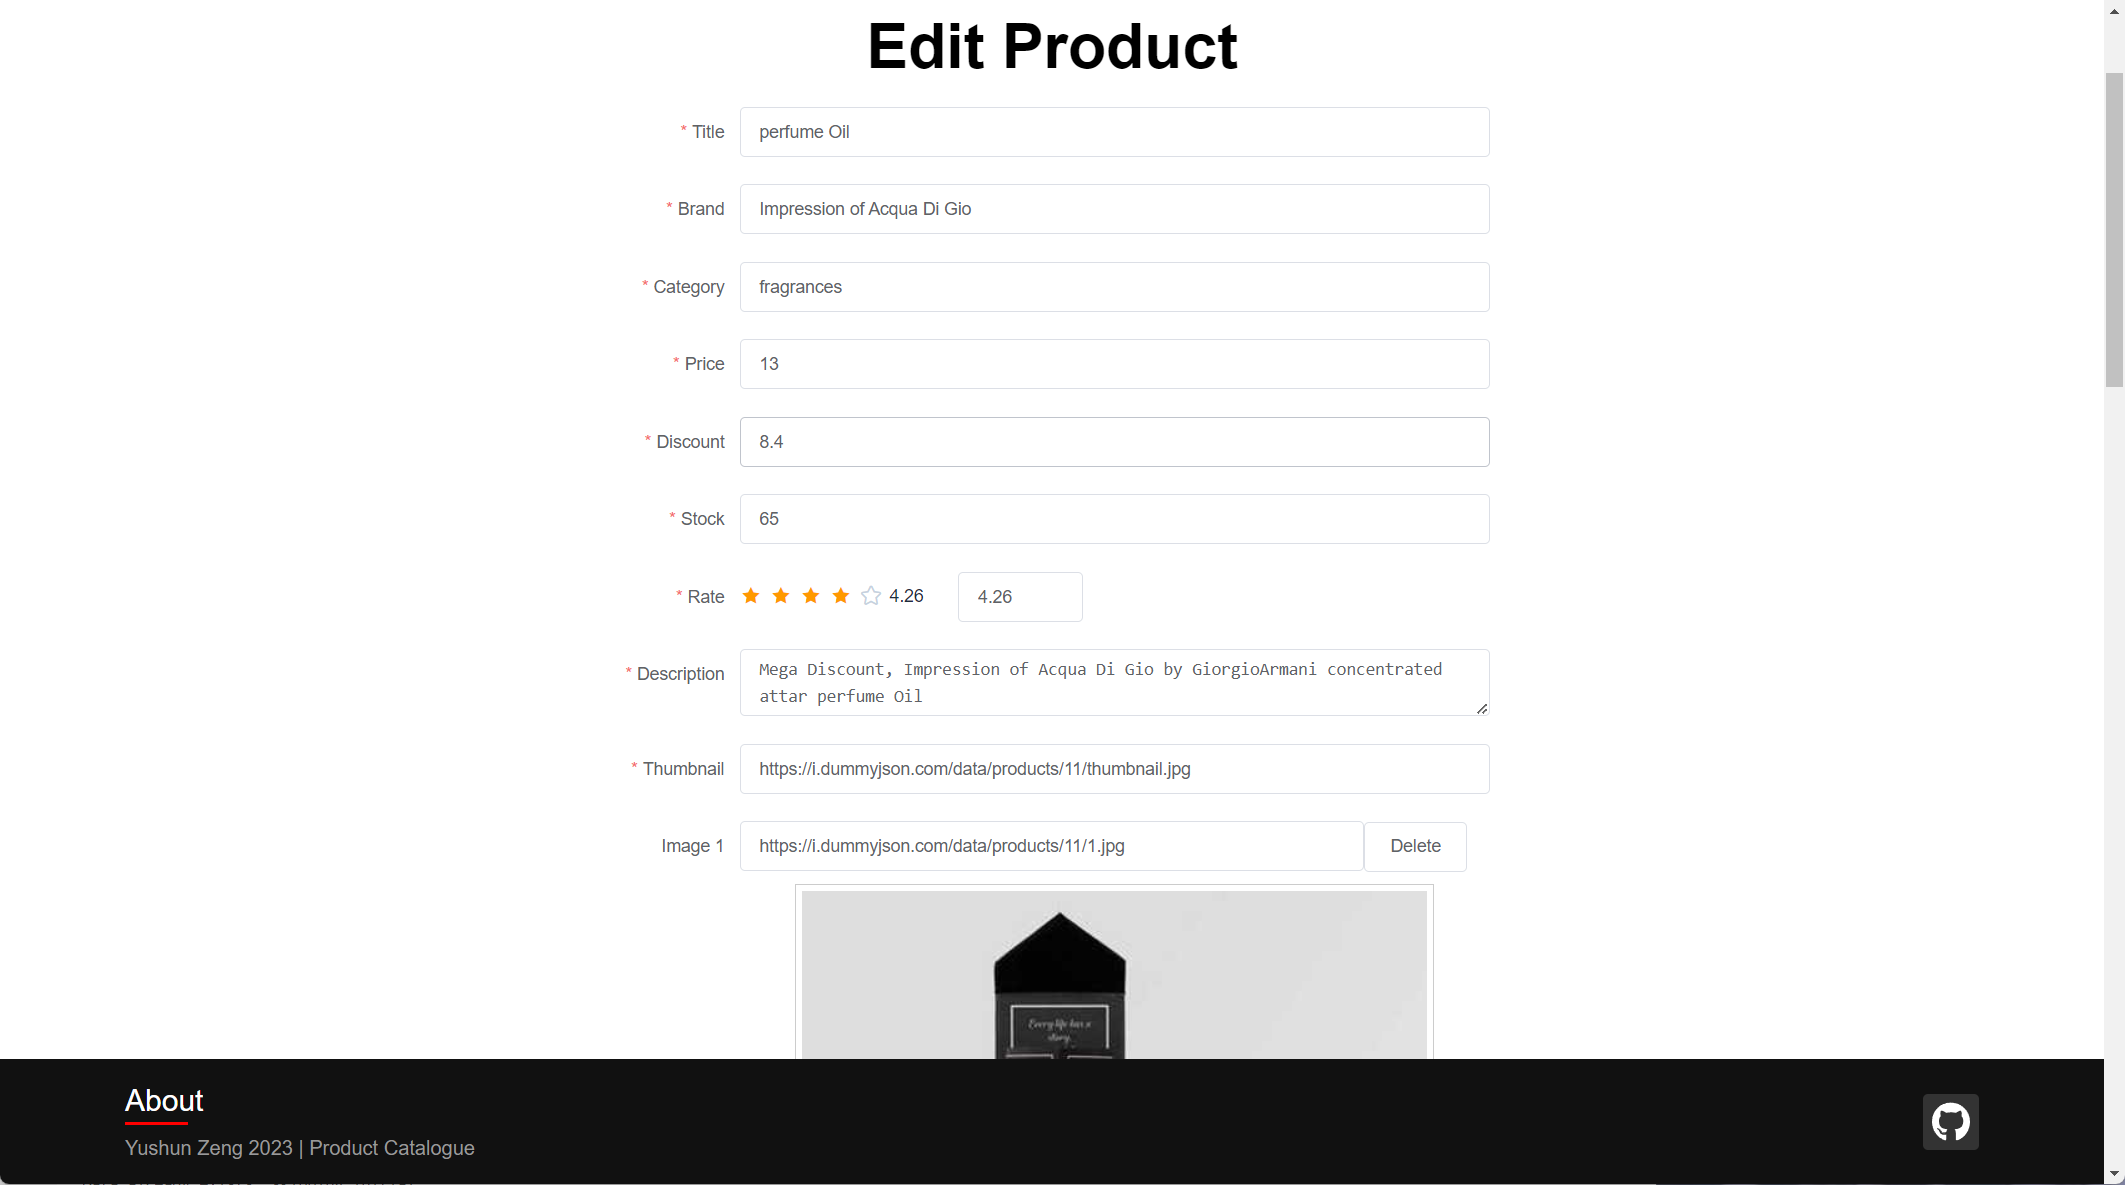 Edit Product
* Title
perfume Oil
* Brand
Impression of Acqua Di Gio
* Category
fragrances
* Price
13
* Discount
8.4
* Stock
65
* Rate
4.26
4.26
* Description
Mega Discount, Impression of Acqua Di Gio by GiorgioArmani concentrated
attar perfume Oil
* Thumbnail
https://i.dummyjson.com/data/products/11/thumbnail.jpg
Image 1
https://i.dummyjson.com/data/products/11/1.jpg
Delete
Every life has a
story
About
Yushun Zeng 2023 | Product Catalogue